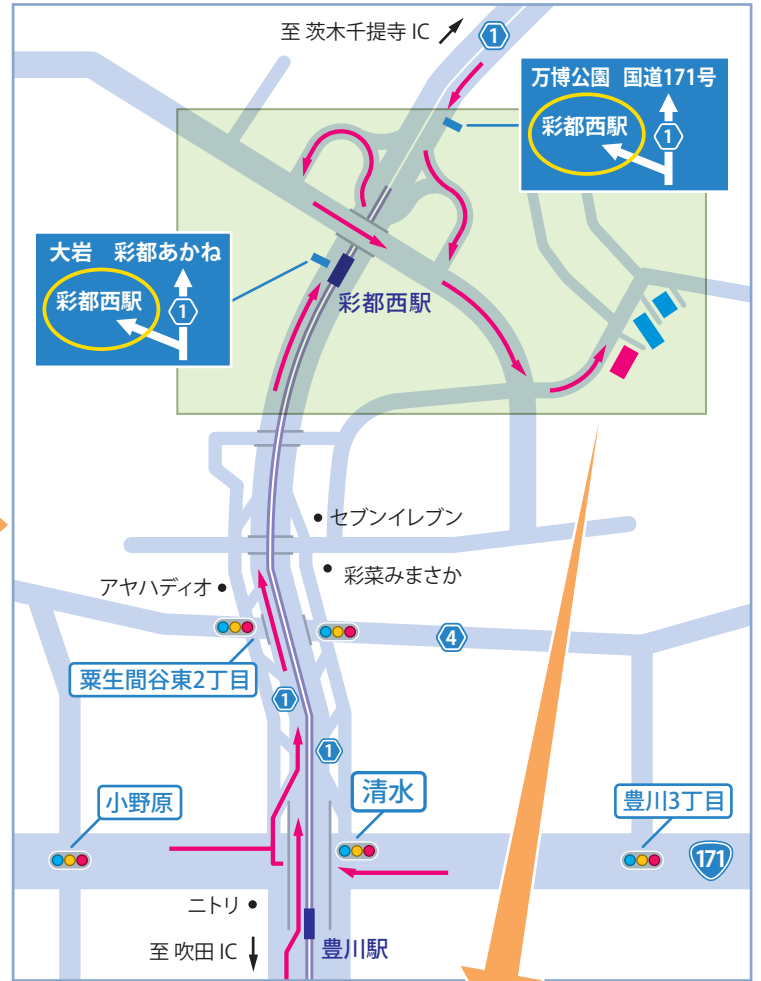 至 茨木千提寺 IC
1
万博公園 国道171号
彩都西駅
1
大岩 彩都あかね
彩都西駅
1
彩都西駅
セブンイレブン
彩菜みまさか
アヤハディオ
4
粟生間谷東2丁目
1
1
小野原
清水
豊川3丁目
171
ニトリ
至 吹田 IC
豊川駅